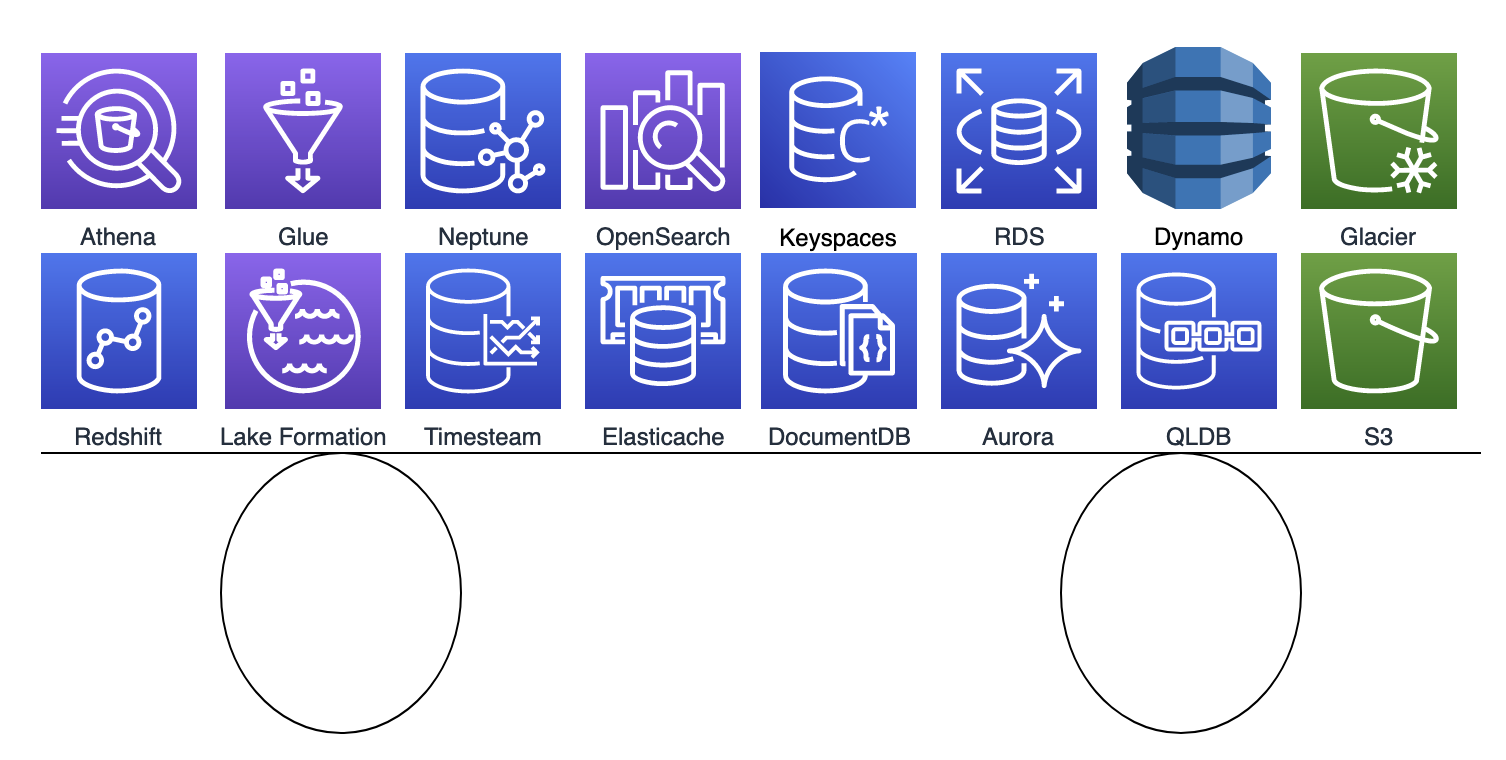 Athena Glue Neptune OpenSearch Keyspaces RDS Dynamo Glacier
C*
{}
Redshift Lake Formation Timesteam Elasticache DocumentDB Aurora QLDB S3